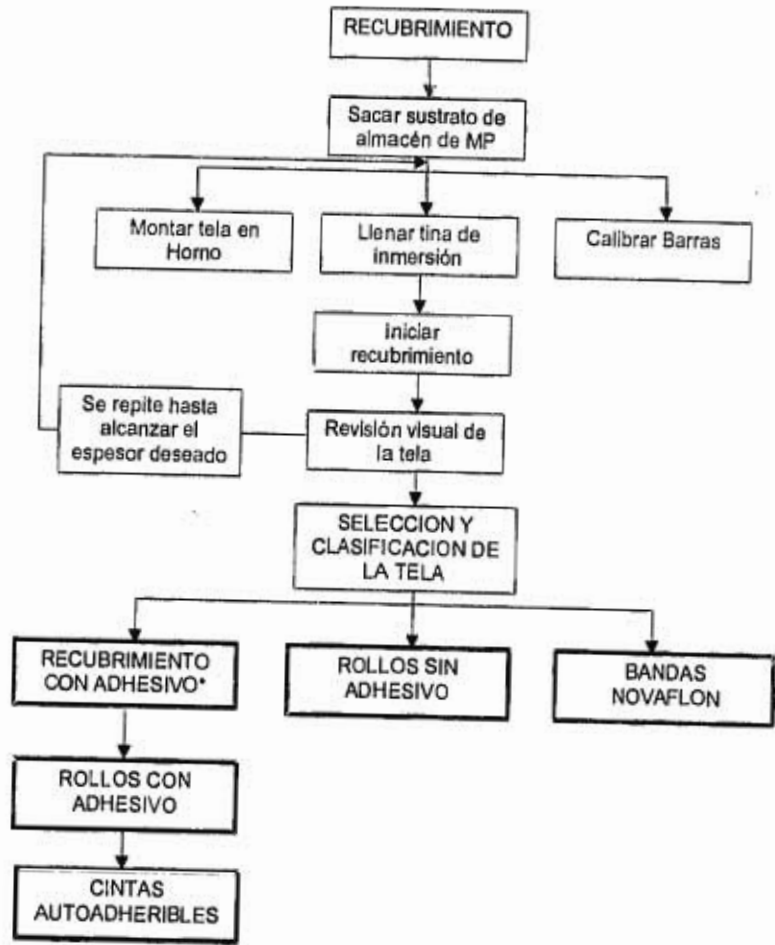 RECUBRIMIENTO
Sacar sustrato de
almacén de MP
Montar tela en
Horno
Llenar tina de
inmersión
Calibrar Barras
Iniciar
recubrimiento
Se repite hasta
alcanzar el
espesor deseado
Revisión visual de
la tela
SELECCION Y
CLASIFICACION DE
LA TELA
RECUBRIMIENTO
CON ADHESIVO*
ROLLOS SIN
ADHESIVO
BANDAS
NOVAFLON
ROLLOS CON
ADHESIVO
CINTAS
AUTOADHERIBLES